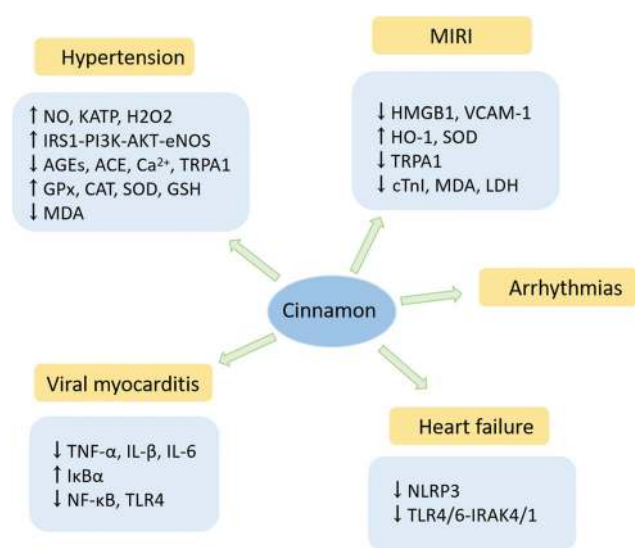 Hypertension
↑ NO, KATP, H2O2
↑ IRS1-PI3K-AKT-eNOS
↓ AGEs, ACE, Ca²⁺, TRPA1
↑ GPx, CAT, SOD, GSH
↓ MDA
MIRI
↓ HMGB1, VCAM-1
↑ HO-1, SOD
↓ TRPA1
↓ cTnI, MDA, LDH
Cinnamon
Arrhythmias
Viral myocarditis
↓ TNF-α, IL-β, IL-6
↑ IκBα
↓ NF-κB, TLR4
Heart failure
↓ NLRP3
↓ TLR4/6-IRAK4/1